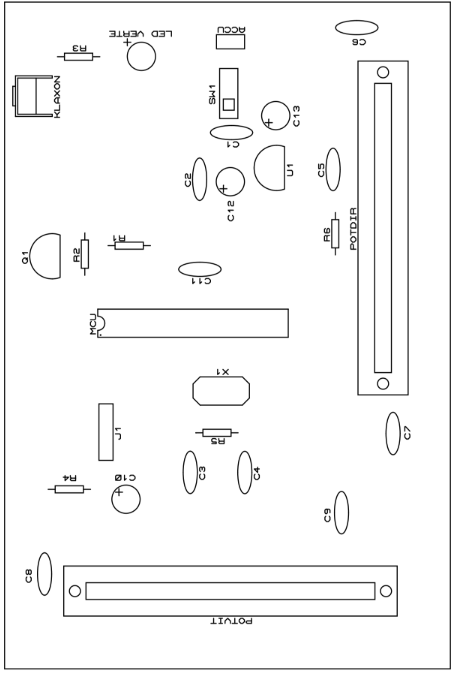 LED VERTE
+
ACCU
C6
R3
KLAXON
SW1
C13
+
C1
U1
C5
C2
C12
+
R6
POTDIR
Q1
R2
R1
C11
MCU
X1
J1
R5
C7
R4
C10
+
C3
C4
C9
C8
POTVIT